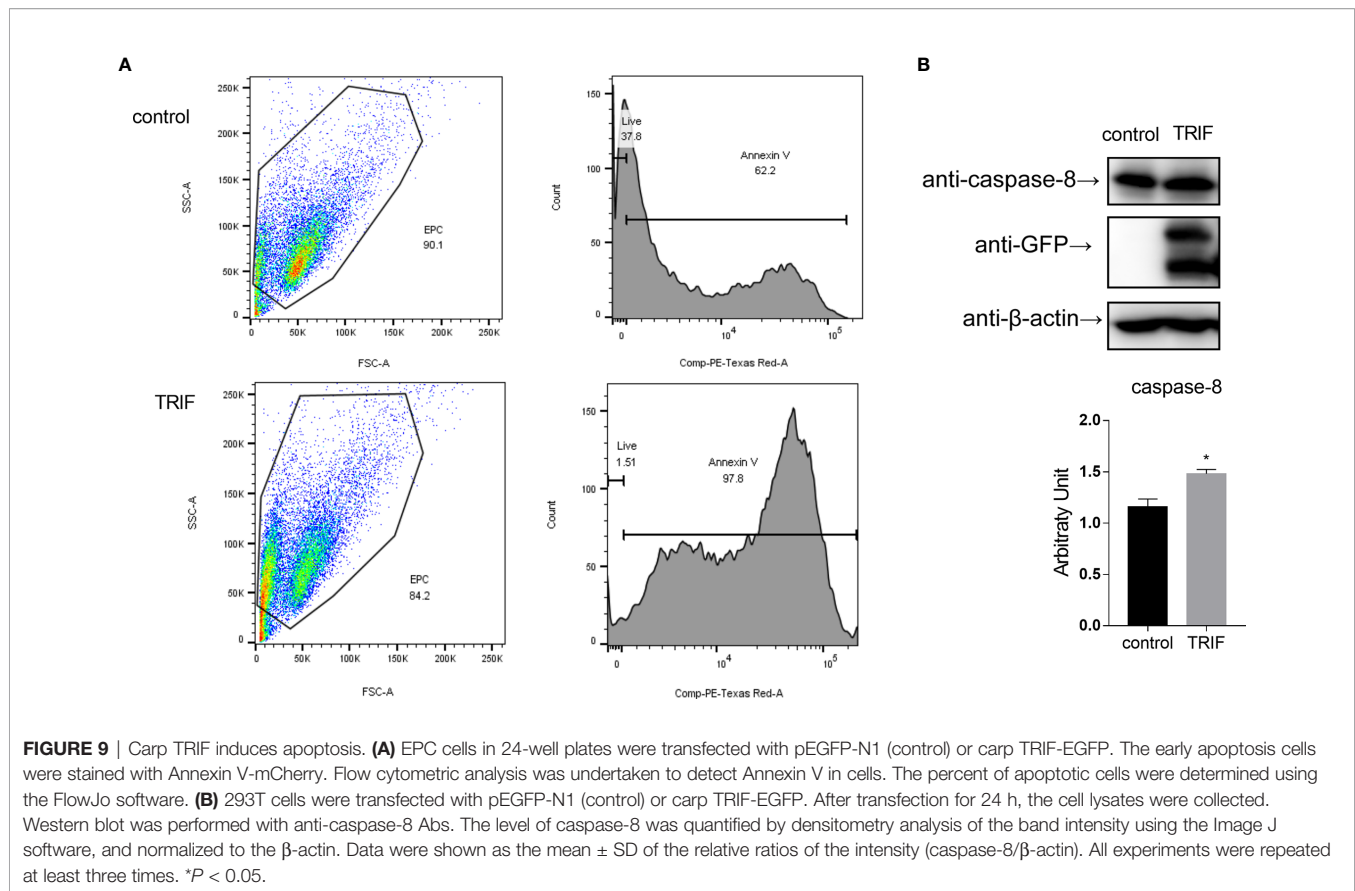 A
control
250K
200K
150K
100K
50K
0
SSC-A
EPC
90.1
0
50K
100K
150K
200K
250K
FSC-A
150
100
50
0
Count
Live
37.8
Annexin V
62.2
0
10^4
10^5
Comp-PE-Texas Red-A
TRIF
250K
200K
150K
100K
50K
0
SSC-A
EPC
84.2
0
50K
100K
150K
200K
250K
FSC-A
150
100
50
0
Count
Live
1.51
Annexin V
97.8
0
10^4
10^5
Comp-PE-Texas Red-A
B
control TRIF
anti-caspase-8→
anti-GFP→
anti-β-actin→
caspase-8
2.0
1.5
1.0
0.5
0.0
Arbitraty Unit
*
control TRIF
FIGURE 9 | Carp TRIF induces apoptosis. (A) EPC cells in 24-well plates were transfected with pEGFP-N1 (control) or carp TRIF-EGFP. The early apoptosis cells
were stained with Annexin V-mCherry. Flow cytometric analysis was undertaken to detect Annexin V in cells. The percent of apoptotic cells were determined using
the FlowJo software. (B) 293T cells were transfected with pEGFP-N1 (control) or carp TRIF-EGFP. After transfection for 24 h, the cell lysates were collected.
Western blot was performed with anti-caspase-8 Abs. The level of caspase-8 was quantified by densitometry analysis of the band intensity using the Image J
software, and normalized to the β-actin. Data were shown as the mean ± SD of the relative ratios of the intensity (caspase-8/β-actin). All experiments were repeated
at least three times. *P < 0.05.